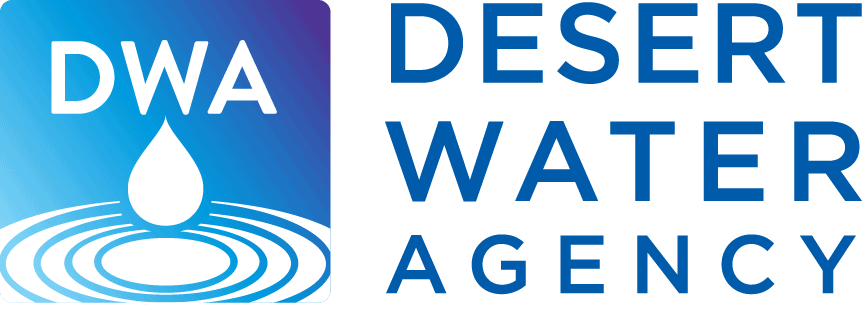 DWA
DESERT
WATER
AGENCY